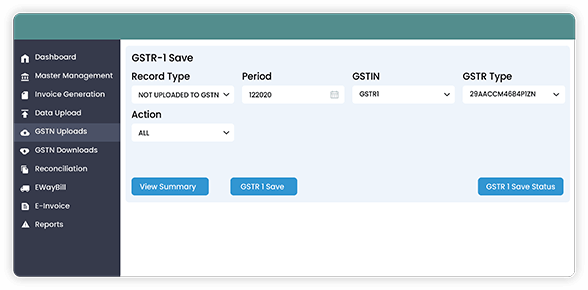 Dashboard
Master Management
Invoice Generation
Data Upload
GSTN Uploads
GSTN Downloads
Reconciliation
EWayBill
E-Invoice
Reports
GSTR-1 Save
Record Type Period GSTIN GSTR Type
NOT UPLOADED TO GSTN 122020 GSTR1 29AACCM4684P1ZN
Action
ALL
View Summary GSTR 1 Save GSTR 1 Save Status